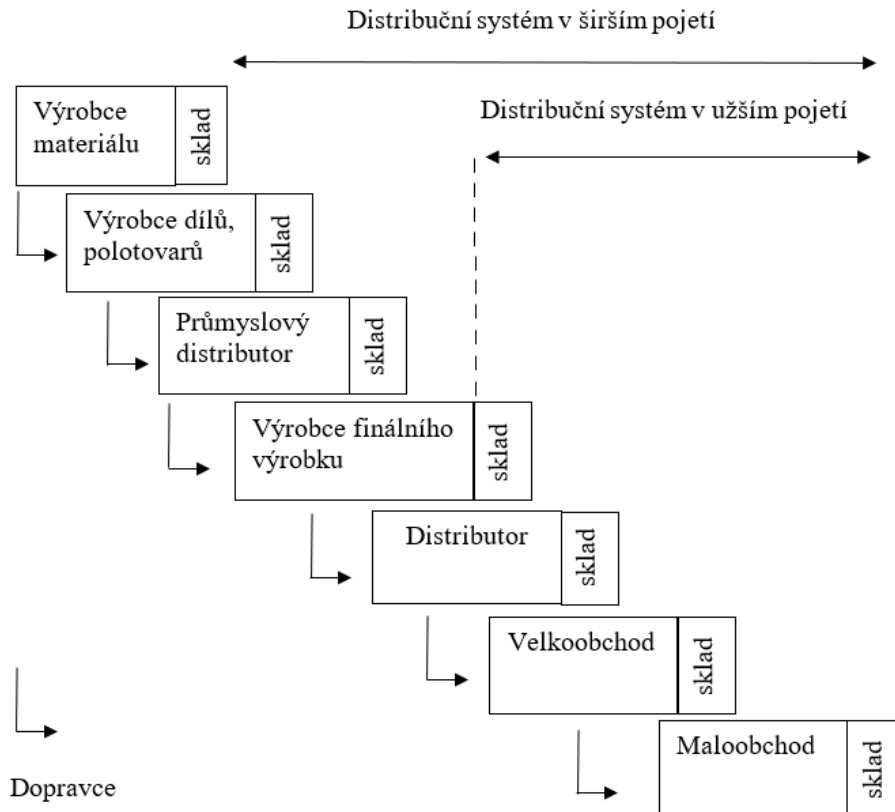 Distribuční systém v širším pojetí
Výrobce
materiálu
sklad
Distribuční systém v užším pojetí
Výrobce dílů,
polotovarů
sklad
Průmyslový
distributor
sklad
Výrobce finálního
výrobku
sklad
Distributor
sklad
Velkoobchod
sklad
Maloobchod
sklad
Dopravce